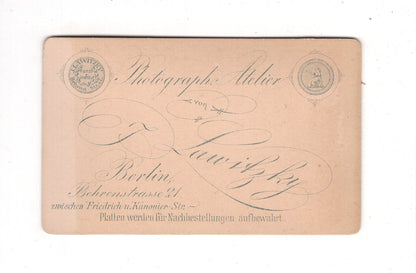 Photograph. Atelier
von
Lawitzky
Berlin,
Behrenstrasse 21.
zwischen Friedrich u. Kanonier-Str. —
Platten werden für Nachbestellungen aufbewahrt.